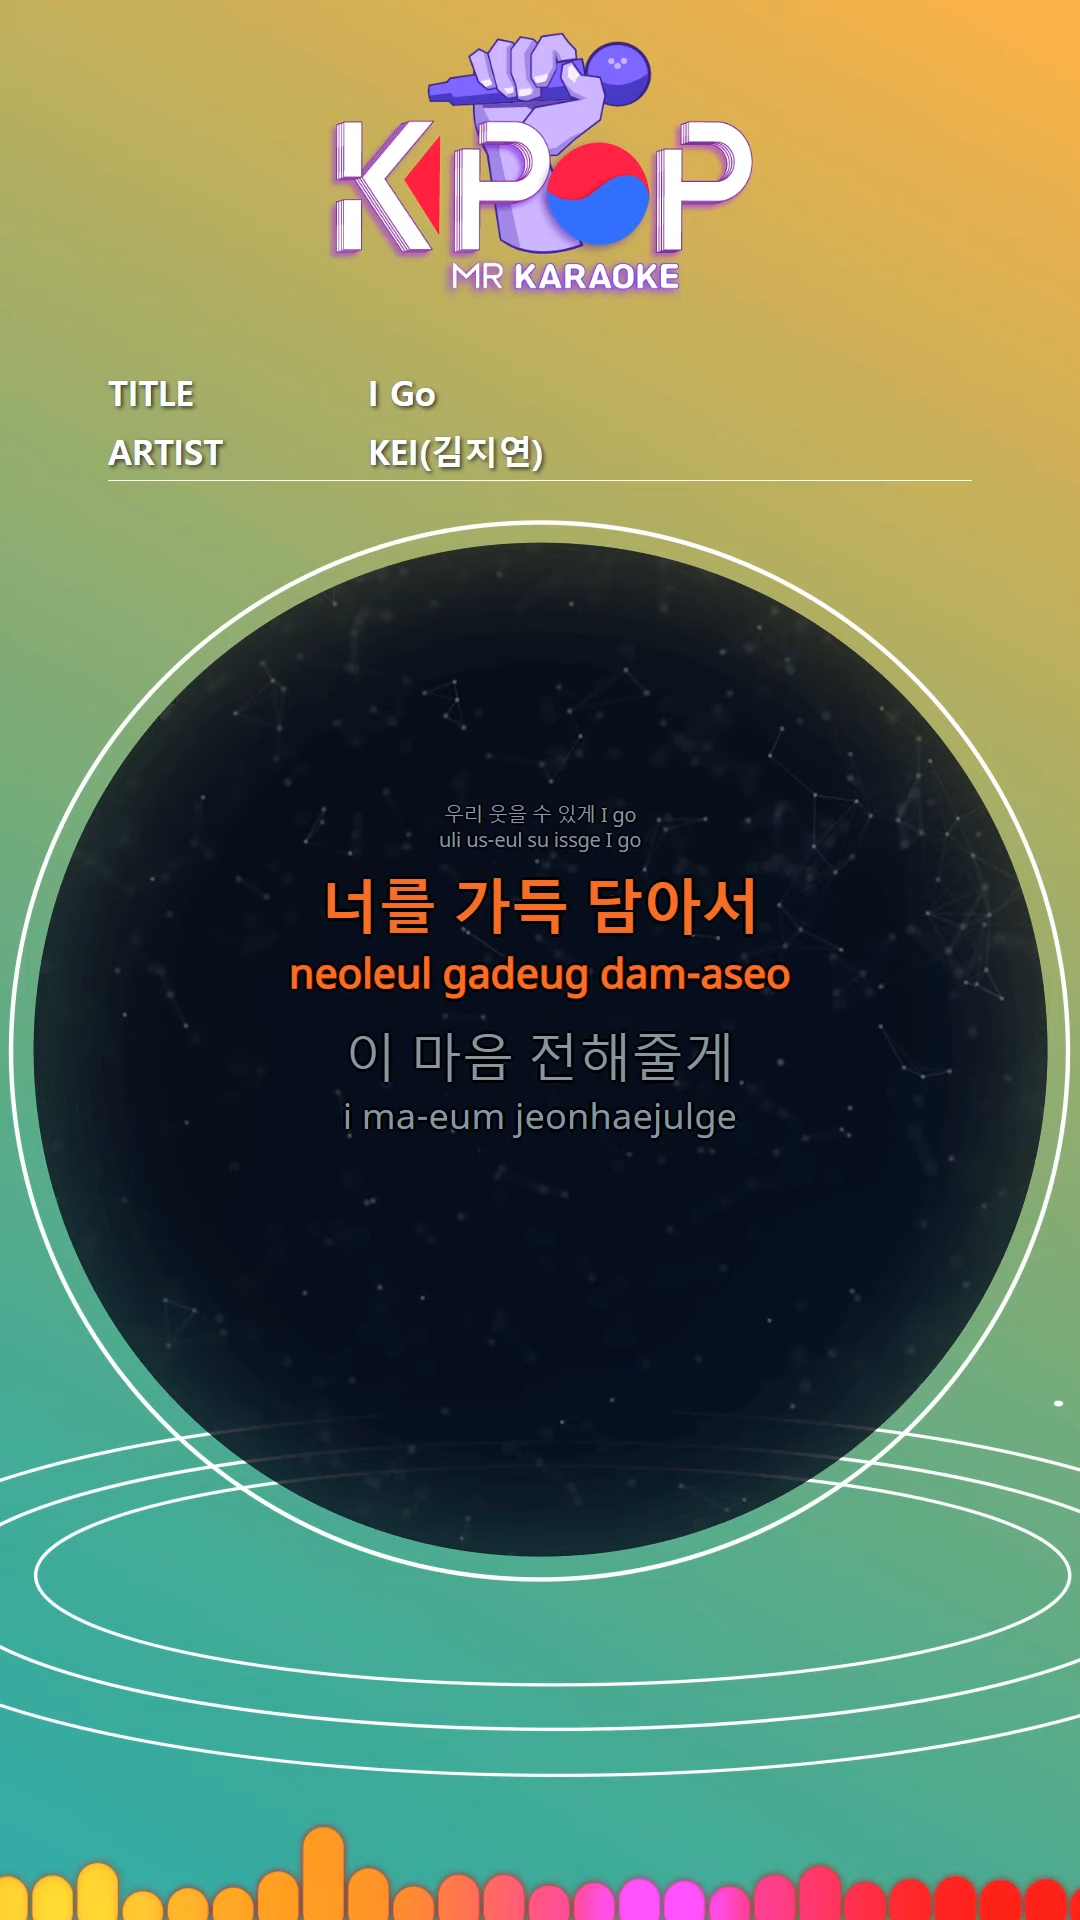 KPOP
MR KARAOKE
TITLE I Go
ARTIST KEI(김지연)
우리 웃을 수 있게 I go
uli us-eul su issge I go
너를 가득 담아서
neoleul gadeug dam-aseo
이 마음 전해줄게
i ma-eum jeonhaejulge